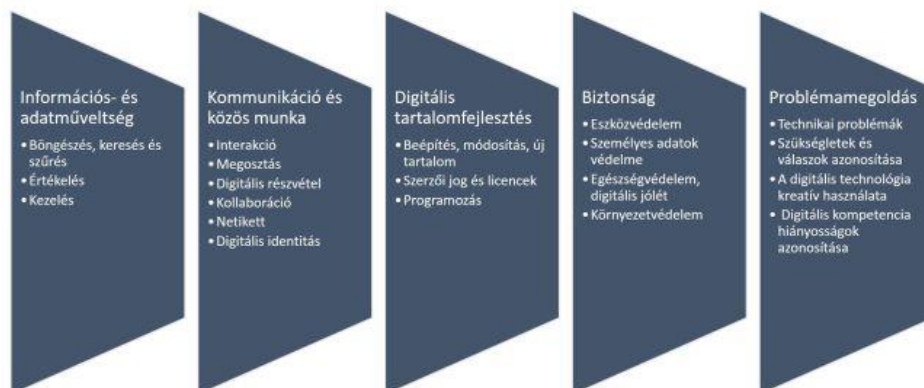 Információs- és
adatműveltség
• Böngészés, keresés és
szűrés
• Értékelés
• Kezelés
Kommunikáció és
közös munka
• Interakció
• Megosztás
• Digitális részvétel
• Kollaboráció
• Netikett
• Digitális identitás
Digitális
tartalomfejlesztés
• Beépítés, módosítás, új
tartalom
• Szerzői jog és licencek
• Programozás
Biztonság
• Eszközvédelem
• Személyes adatok
védelme
• Egészségvédelem,
digitális jólét
• Környezetvédelem
Problémamegoldás
• Technikai problémák
• Szükségletek és
válaszok azonosítása
• A digitális technológia
kreatív használata
• Digitális kompetencia
hiányosságok
azonosítása